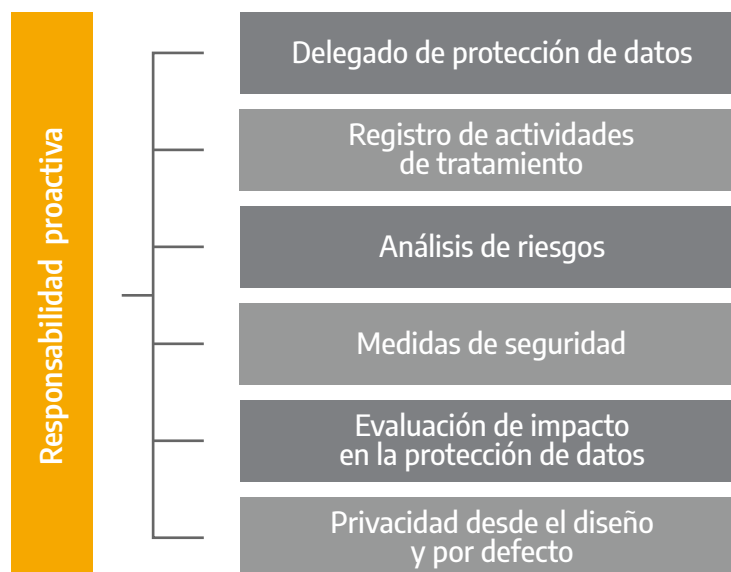 Responsabilidad proactiva
Delegado de protección de datos
Registro de actividades
de tratamiento
Análisis de riesgos
Medidas de seguridad
Evaluación de impacto
en la protección de datos
Privacidad desde el diseño
y por defecto